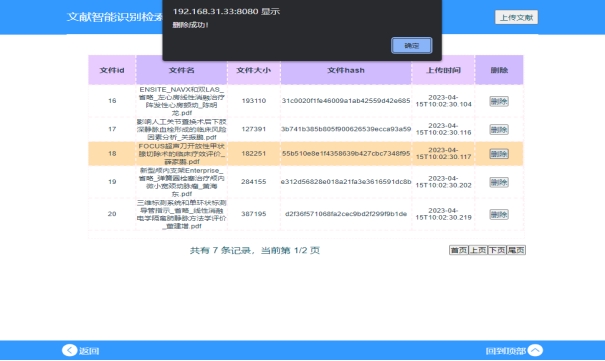 文献智能识别检索
192.168.31.33:8080 显示
删除成功!
确定
上传文献
文件id 文件名 文件大小 文件hash 上传时间 删除
ENSITE_NAVX和双LAS_
省略_左心房线性消融治疗
阵发性心房颤动_陈明
龙.pdf
16 193110 31c0020f1fe46009a1ab42559d42e685 2023-04-
15T10:02:30.104 删除
影响人工关节置换术后下肢
深静脉血栓形成的临床风险
因素分析_关振鹏.pdf
17 127391 3b741b385b805f900626539ecca93a59 2023-04-
15T10:02:30.116 删除
FOCUS超声刀开放性甲状
腺切除术的临床疗效评价_
薛家鹏.pdf
18 182251 55b510e8e1f4358639b427cbc7348f95 2023-04-
15T10:02:30.117 删除
新型颅内支架Enterprise_
省略_弹簧圈栓塞治疗颅内
微小宽颈动脉瘤_黄海
东.pdf
19 284155 e312d56828e018a21fa3e3616591dc8b 2023-04-
15T10:02:30.202 删除
三维标测系统和单环状标测
导管指示_省略_线性消融
电学隔离肺静脉方法学评价
_董建增.pdf
20 387195 d2f36f571068fa2cec9bd2f299f9b1de 2023-04-
15T10:02:30.219 删除
共有 7 条记录，当前第 1/2 页
首页 上页 下页 尾页
返回
回到顶部